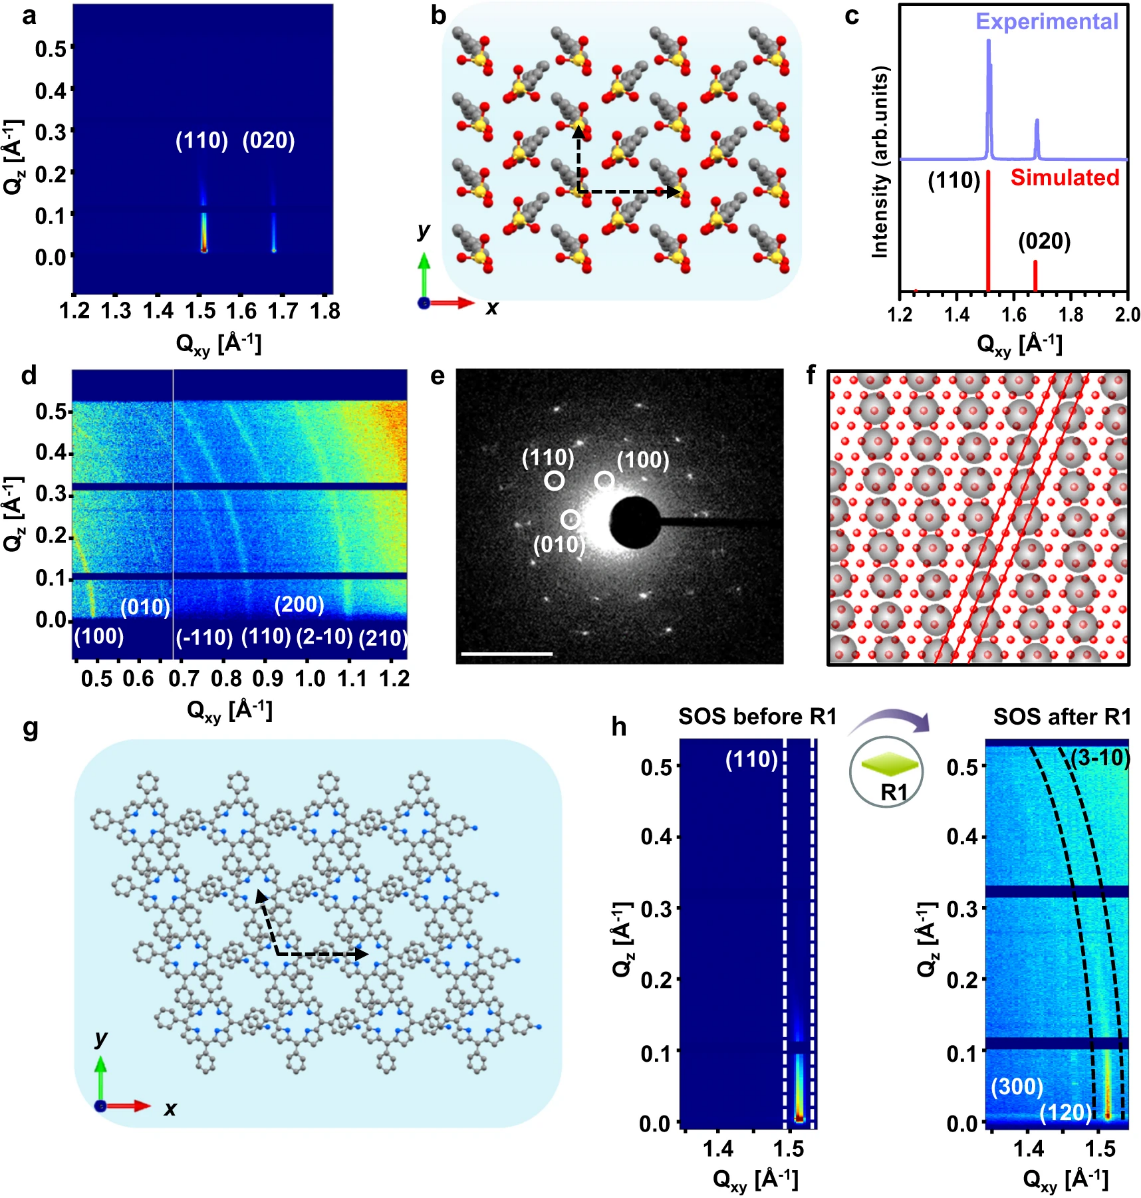 a
0.5
0.4
0.3
0.2
0.1
0.0
Qz [Å-1]
(110) (020)
1.2 1.3 1.4 1.5 1.6 1.7 1.8
Qxy [Å-1]
b
y
x
c
Experimental
Intensity (arb.units)
(110)
Simulated
(020)
1.2 1.4 1.6 1.8 2.0
Qxy [Å-1]
d
0.5
0.4
0.3
0.2
0.1
0.0
Qz [Å-1]
(010) (200)
(100) (-110) (110) (2-10) (210)
0.5 0.6 0.7 0.8 0.9 1.0 1.1 1.2
Qxy [Å-1]
e
(110) (100)
(010)
f
g
y
x
h
SOS before R1
(110)
0.5
0.4
0.3
0.2
0.1
0.0
Qz [Å-1]
1.4 1.5
Qxy [Å-1]
R1
SOS after R1
(3-10)
0.5
0.4
0.3
0.2
0.1
0.0
Qz [Å-1]
(300)
(120)
1.4 1.5
Qxy [Å-1]